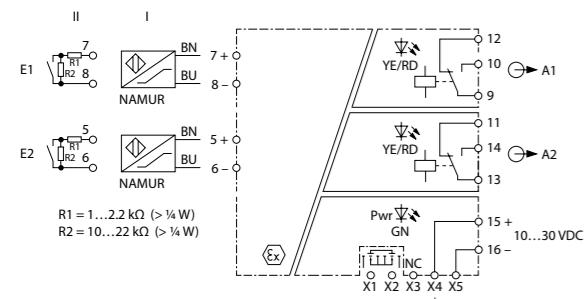 II I
E1 7 R1 R2 8
NAMUR
BN 7 +
BU 8 –
E2 5 R1 R2 6
NAMUR
BN 5 +
BU 6 –
R1 = 1…2.2 kΩ (> ¼ W)
R2 = 10…22 kΩ (> ¼ W)
Ex
YE/RD
12
10
9
A1
YE/RD
11
14
13
A2
Pwr
GN
15 +
16 –
10…30 VDC
NC
X1 X2 X3 X4 X5